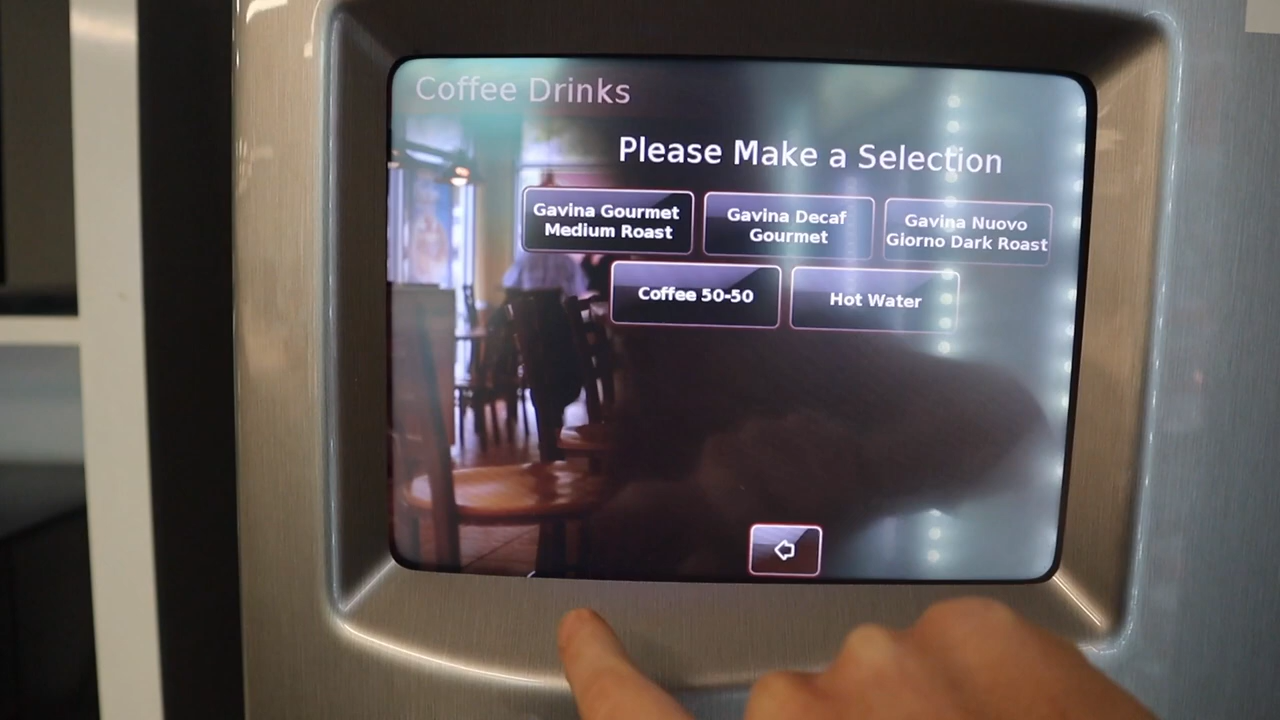 Coffee Drinks
Please Make a Selection
Gavina Gourmet
Medium Roast
Gavina Decaf
Gourmet
Gavina Nuovo
Giorno Dark Roast
Coffee 50-50
Hot Water